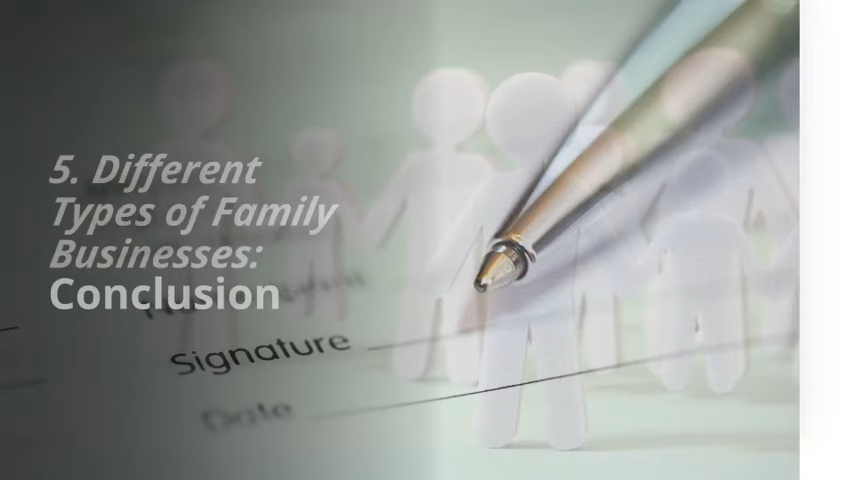 5. Different
Types of Family
Businesses:
Conclusion
Signature
Date